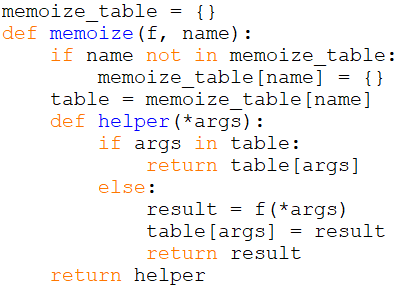 memoize_table = {}
def memoize(f, name):
    if name not in memoize_table:
        memoize_table[name] = {}
    table = memoize_table[name]
    def helper(*args):
        if args in table:
            return table[args]
        else:
            result = f(*args)
            table[args] = result
            return result
    return helper